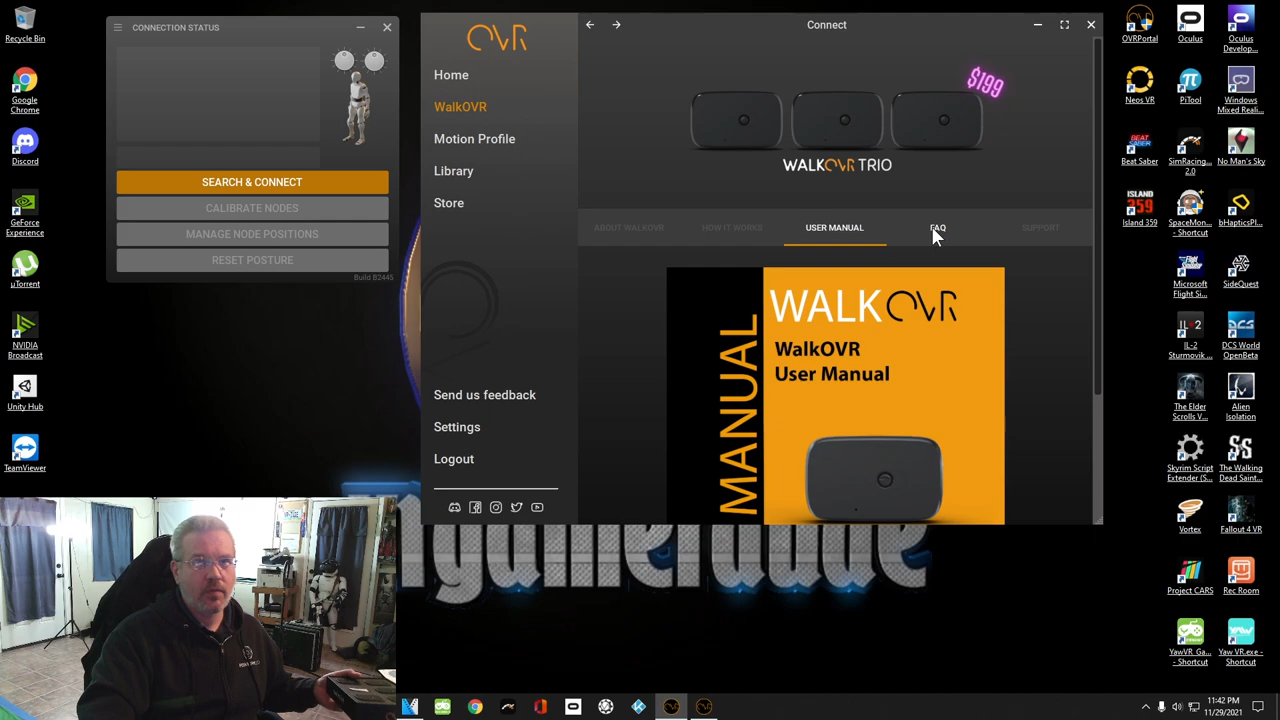 Recycle Bin
Google Chrome
Discord
GeForce Experience
µTorrent
NVIDIA Broadcast
Unity Hub
TeamViewer
CONNECTION STATUS
SEARCH & CONNECT
CALIBRATE NODES
MANAGE NODE POSITIONS
RESET POSTURE
Build B2445
OVR
Home
WalkOVR
Motion Profile
Library
Store
Send us feedback
Settings
Logout
Connect
$199
WALKOVR TRIO
ABOUT WALKOVR
HOW IT WORKS
USER MANUAL
FAQ
SUPPORT
MANUAL
WALKOVR
WalkOVR
User Manual
OVRPortal
Oculus
Oculus Develop...
Neos VR
PiTool
Windows Mixed Reali...
Beat Saber
SimRacing... 2.0
No Man's Sky
Island 359
SpaceMon... - Shortcut
bHapticsPl...
Microsoft Flight Si...
SideQuest
IL-2 Sturmovik ...
DCS World OpenBeta
The Elder Scrolls V...
Alien Isolation
Skyrim Script Extender (S...
The Walking Dead Saint...
Vortex
Fallout 4 VR
Project CARS
Rec Room
YawVR_Ga... - Shortcut
Yaw VR.exe - Shortcut
11:42 PM
11/29/2021